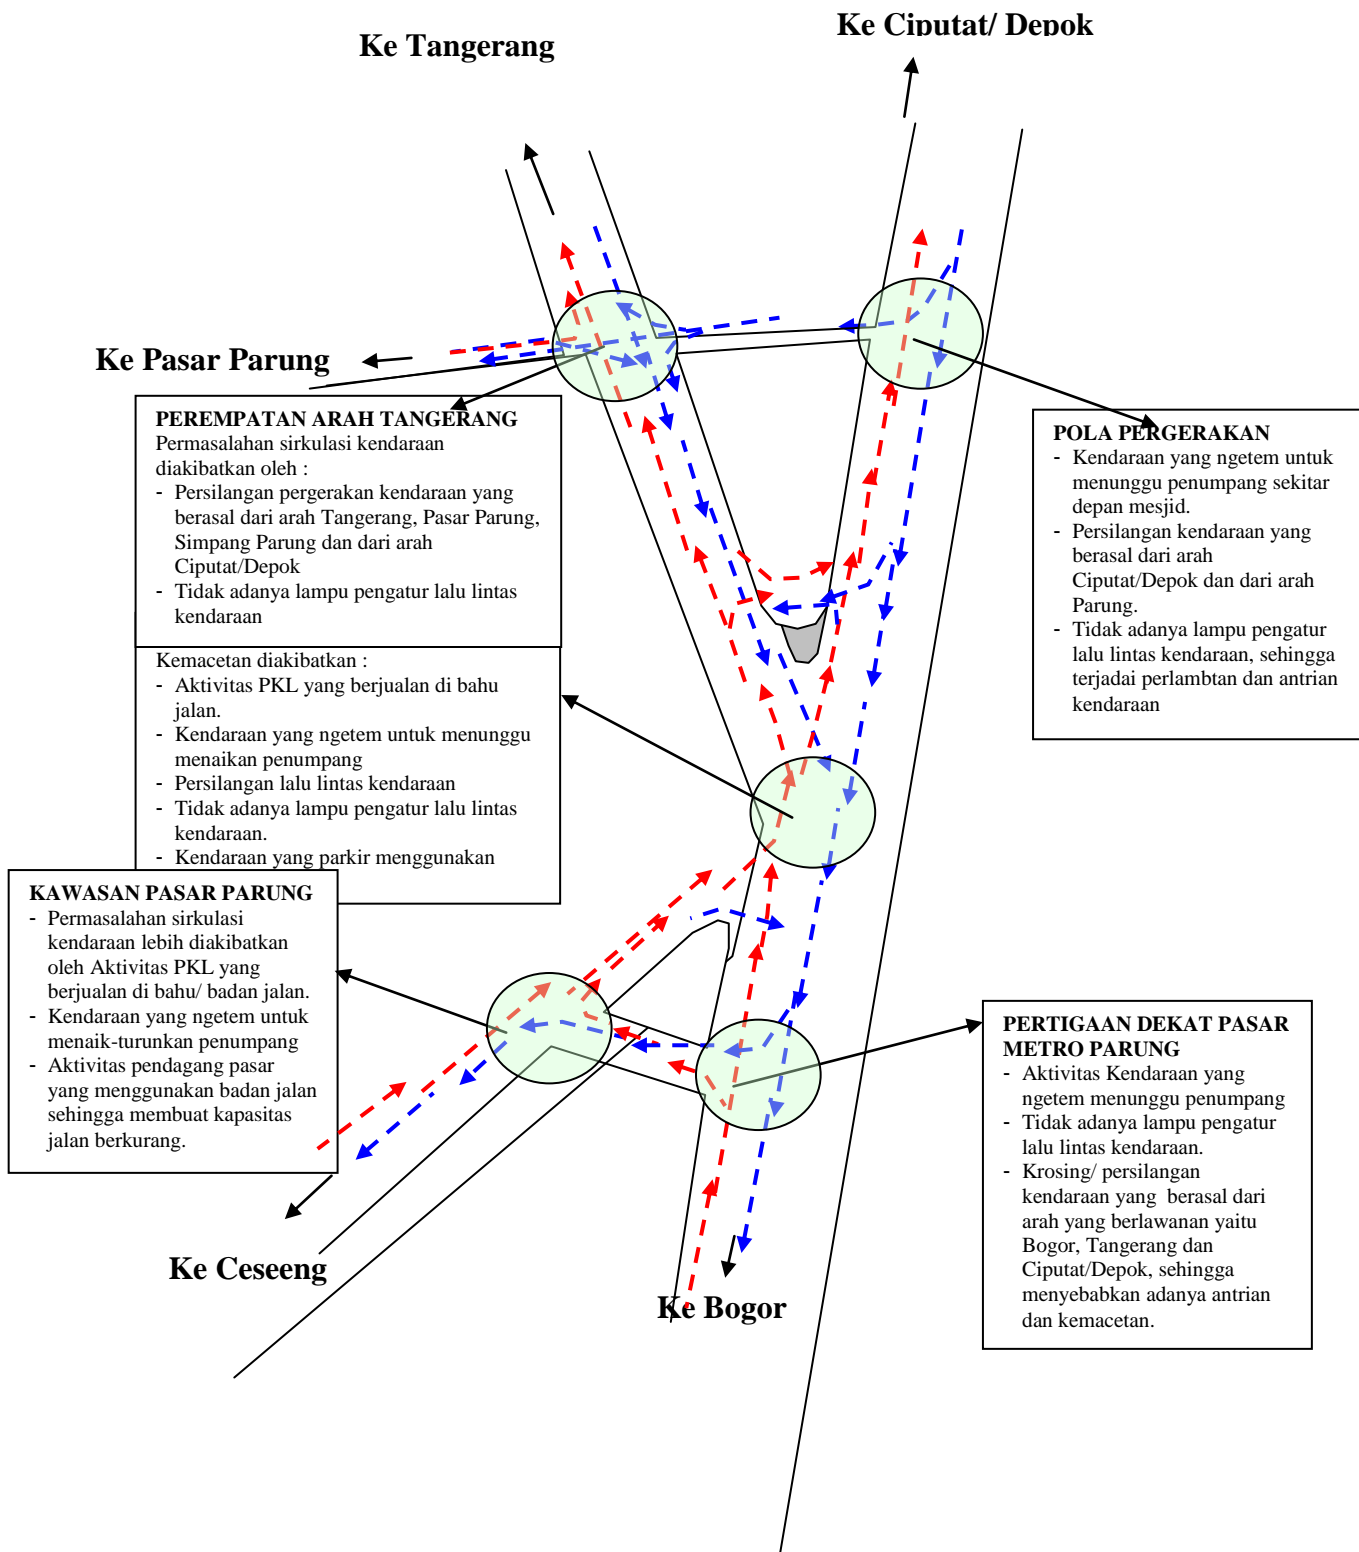 Ke Ciputat/ Depok
Ke Tangerang
Ke Pasar Parung
PEREMPATAN ARAH TANGERANG
Permasalahan sirkulasi kendaraan
diakibatkan oleh :
- Persilangan pergerakan kendaraan yang
berasal dari arah Tangerang, Pasar Parung,
Simpang Parung dan dari arah
Ciputat/Depok
- Tidak adanya lampu pengatur lalu lintas
kendaraan
Kemacetan diakibatkan :
- Aktivitas PKL yang berjualan di bahu
jalan.
- Kendaraan yang ngetem untuk menunggu
menaikan penumpang
- Persilangan lalu lintas kendaraan
- Tidak adanya lampu pengatur lalu lintas
kendaraan.
- Kendaraan yang parkir menggunakan
POLA PERGERAKAN
- Kendaraan yang ngetem untuk
menunggu penumpang sekitar
depan mesjid.
- Persilangan kendaraan yang
berasal dari arah
Ciputat/Depok dan dari arah
Parung.
- Tidak adanya lampu pengatur
lalu lintas kendaraan, sehingga
terjadai perlambtan dan antrian
kendaraan
KAWASAN PASAR PARUNG
- Permasalahan sirkulasi
kendaraan lebih diakibatkan
oleh Aktivitas PKL yang
berjualan di bahu/ badan jalan.
- Kendaraan yang ngetem untuk
menaik-turunkan penumpang
- Aktivitas pendagang pasar
yang menggunakan badan jalan
sehingga membuat kapasitas
jalan berkurang.
PERTIGAAN DEKAT PASAR
METRO PARUNG
- Aktivitas Kendaraan yang
ngetem menunggu penumpang
- Tidak adanya lampu pengatur
lalu lintas kendaraan.
- Krosing/ persilangan
kendaraan yang berasal dari
arah yang berlawanan yaitu
Bogor, Tangerang dan
Ciputat/Depok, sehingga
menyebabkan adanya antrian
dan kemacetan.
Ke Ceseeng
Ke Bogor